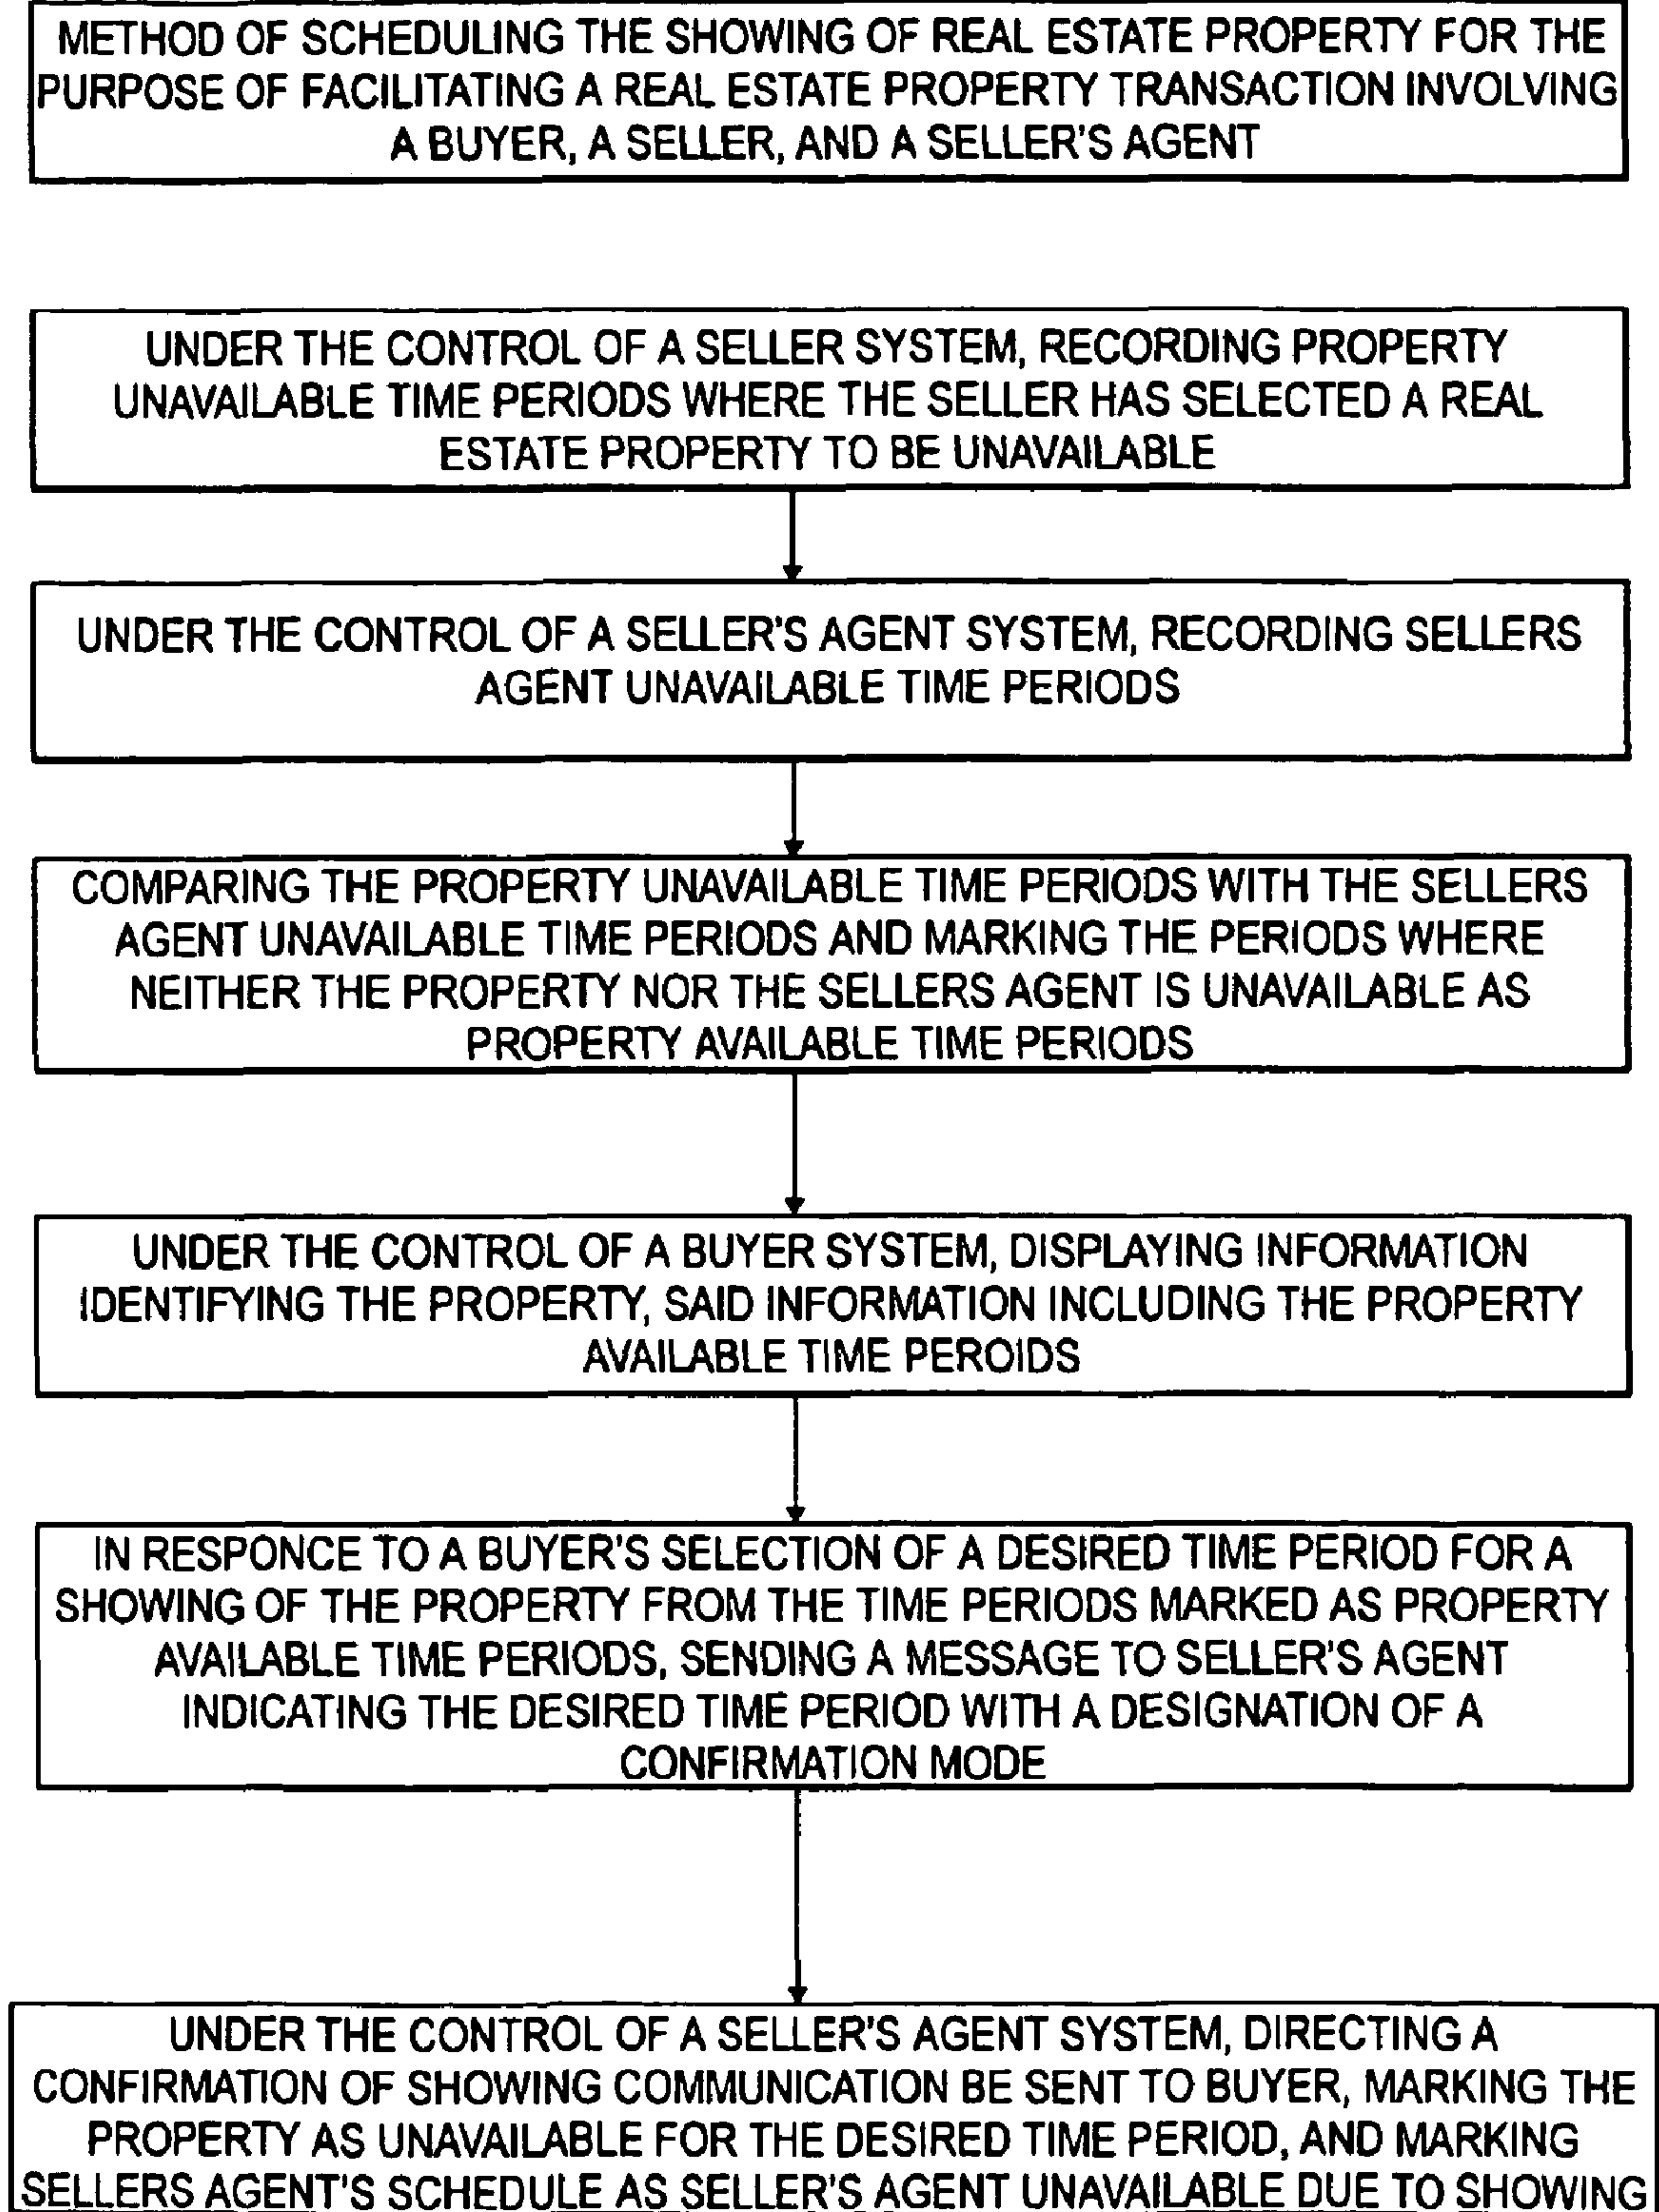 METHOD OF SCHEDULING THE SHOWING OF REAL ESTATE PROPERTY FOR THE
PURPOSE OF FACILITATING A REAL ESTATE PROPERTY TRANSACTION INVOLVING
A BUYER, A SELLER, AND A SELLER'S AGENT
UNDER THE CONTROL OF A SELLER SYSTEM, RECORDING PROPERTY
UNAVAILABLE TIME PERIODS WHERE THE SELLER HAS SELECTED A REAL
ESTATE PROPERTY TO BE UNAVAILABLE
UNDER THE CONTROL OF A SELLER'S AGENT SYSTEM, RECORDING SELLERS
AGENT UNAVAILABLE TIME PERIODS
COMPARING THE PROPERTY UNAVAILABLE TIME PERIODS WITH THE SELLERS
AGENT UNAVAILABLE TIME PERIODS AND MARKING THE PERIODS WHERE
NEITHER THE PROPERTY NOR THE SELLERS AGENT IS UNAVAILABLE AS
PROPERTY AVAILABLE TIME PERIODS
UNDER THE CONTROL OF A BUYER SYSTEM, DISPLAYING INFORMATION
IDENTIFYING THE PROPERTY, SAID INFORMATION INCLUDING THE PROPERTY
AVAILABLE TIME PEROIDS
IN RESPONCE TO A BUYER'S SELECTION OF A DESIRED TIME PERIOD FOR A
SHOWING OF THE PROPERTY FROM THE TIME PERIODS MARKED AS PROPERTY
AVAILABLE TIME PERIODS, SENDING A MESSAGE TO SELLER'S AGENT
INDICATING THE DESIRED TIME PERIOD WITH A DESIGNATION OF A
CONFIRMATION MODE
UNDER THE CONTROL OF A SELLER'S AGENT SYSTEM, DIRECTING A
CONFIRMATION OF SHOWING COMMUNICATION BE SENT TO BUYER, MARKING THE
PROPERTY AS UNAVAILABLE FOR THE DESIRED TIME PERIOD, AND MARKING
SELLERS AGENT'S SCHEDULE AS SELLER'S AGENT UNAVAILABLE DUE TO SHOWING